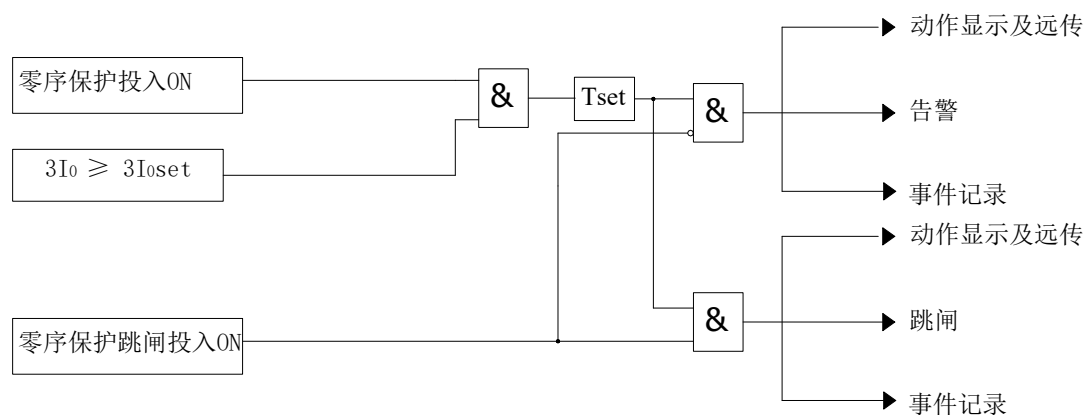 动作显示及远传
零序保护投入ON
&
Tset
&
告警
3I0 ≥ 3I0set
事件记录
动作显示及远传
零序保护跳闸投入ON
&
跳闸
事件记录